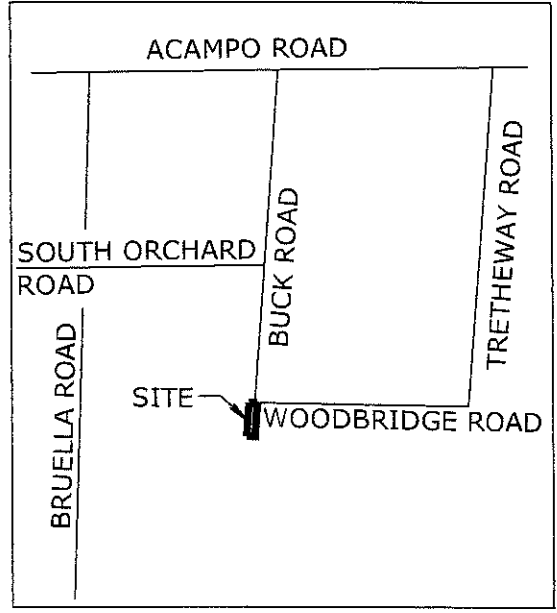 ACAMPO ROAD
TRETHEWAY ROAD
BUCK ROAD
SOUTH ORCHARD
ROAD
BRUELLA ROAD
SITE
WOODBRIDGE ROAD